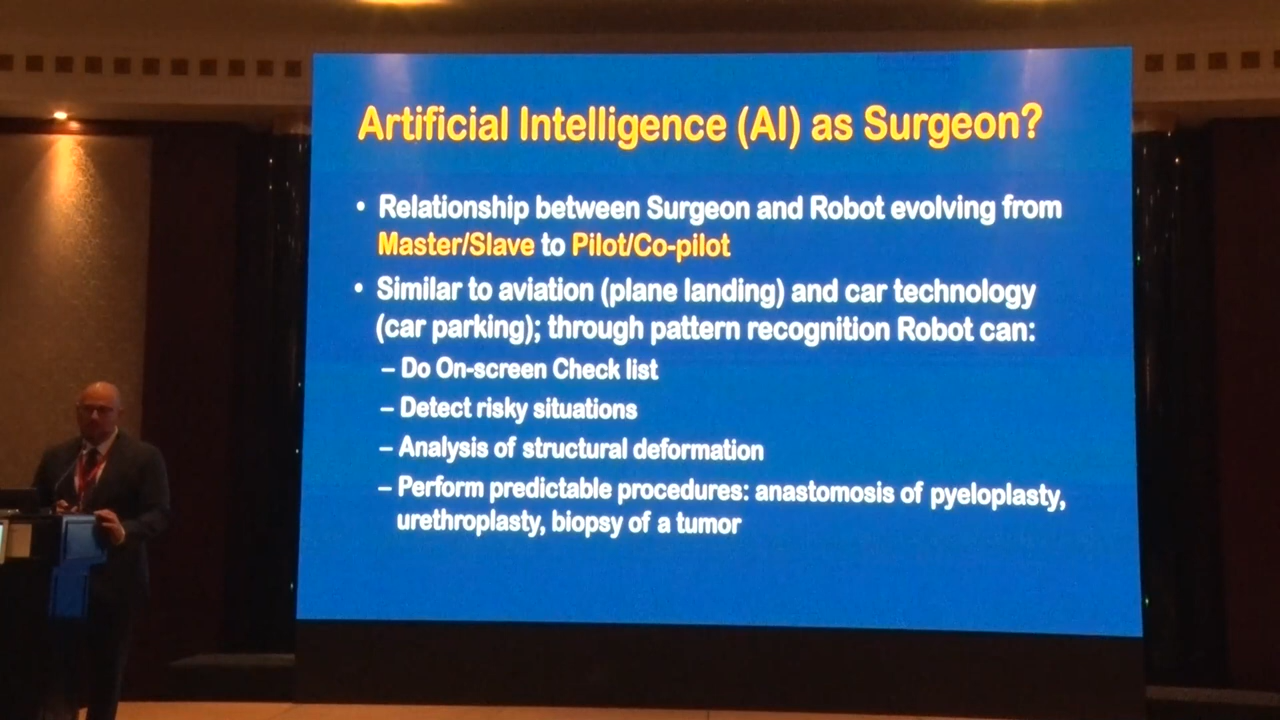 Artificial Intelligence (AI) as Surgeon?
• Relationship between Surgeon and Robot evolving from
Master/Slave to Pilot/Co-pilot
• Similar to aviation (plane landing) and car technology
(car parking); through pattern recognition Robot can:
– Do On-screen Check list
– Detect risky situations
– Analysis of structural deformation
– Perform predictable procedures: anastomosis of pyeloplasty,
urethroplasty, biopsy of a tumor